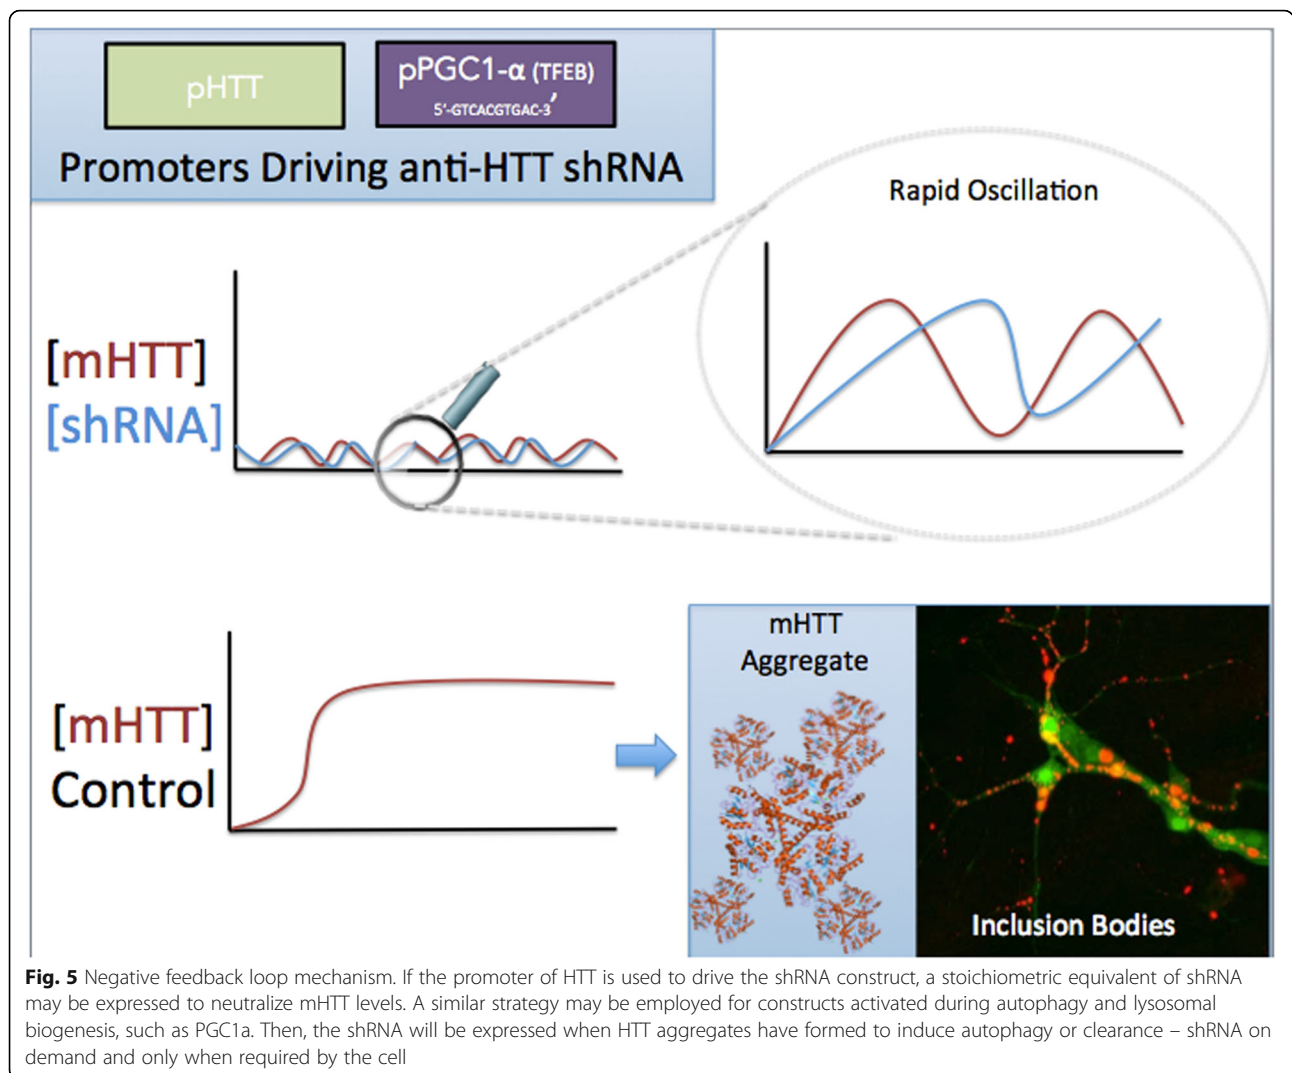 pHTT
pPGC1-α (TFEB)
5′-GTCACGTGAC-3′
Promoters Driving anti-HTT shRNA
Rapid Oscillation
[mHTT]
[shRNA]
[mHTT]
Control
mHTT
Aggregate
Inclusion Bodies
Fig. 5 Negative feedback loop mechanism. If the promoter of HTT is used to drive the shRNA construct, a stoichiometric equivalent of shRNA
may be expressed to neutralize mHTT levels. A similar strategy may be employed for constructs activated during autophagy and lysosomal
biogenesis, such as PGC1a. Then, the shRNA will be expressed when HTT aggregates have formed to induce autophagy or clearance – shRNA on
demand and only when required by the cell